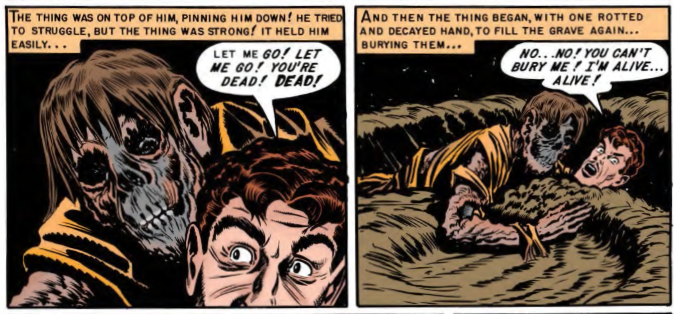 THE THING WAS ON TOP OF HIM, PINNING HIM DOWN! HE TRIED
TO STRUGGLE, BUT THE THING WAS STRONG! IT HELD HIM
EASILY...
LET ME GO! LET
ME GO! YOU'RE
DEAD! DEAD!
AND THEN THE THING BEGAN, WITH ONE ROTTED
AND DECAYED HAND, TO FILL THE GRAVE AGAIN...
BURYING THEM...
NO...NO! YOU CAN'T
BURY ME! I'M ALIVE...
ALIVE!